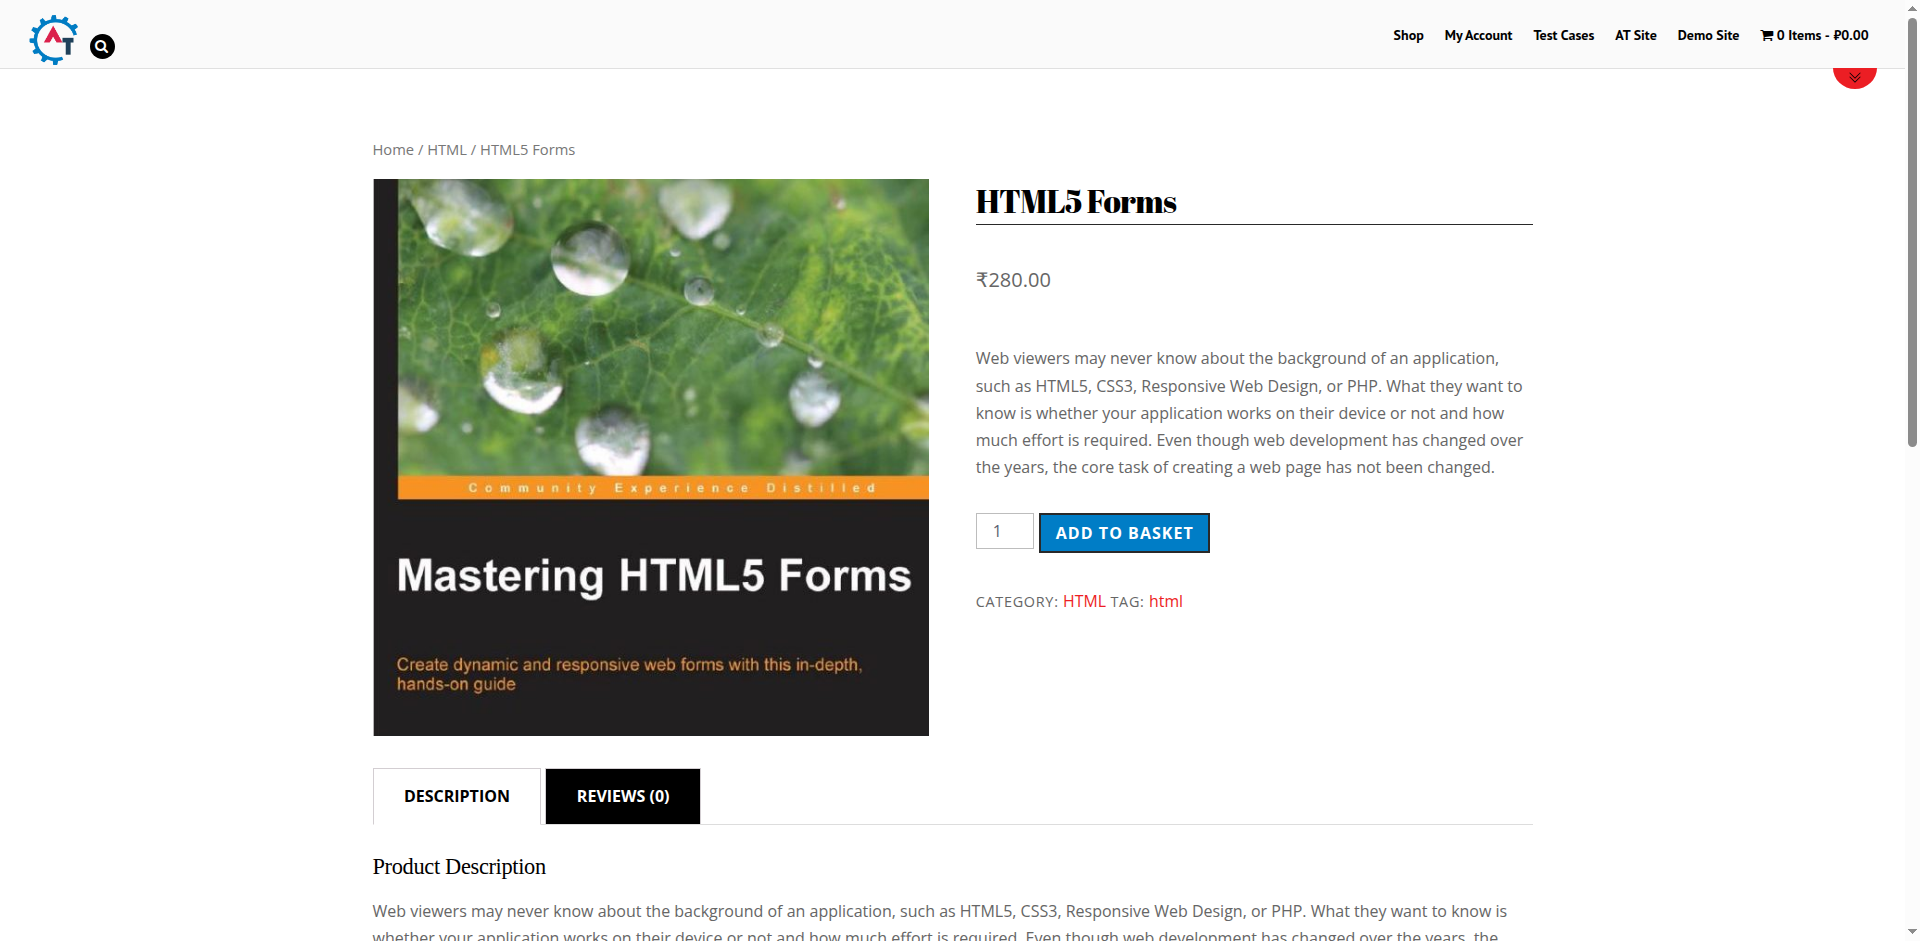 AT
Shop
My Account
Test Cases
AT Site
Demo Site
0 Items - ₽0.00
Home / HTML / HTML5 Forms
Community Experience Distilled
Mastering HTML5 Forms
Create dynamic and responsive web forms with this in-depth,
hands-on guide
HTML5 Forms
₹280.00
Web viewers may never know about the background of an application,
such as HTML5, CSS3, Responsive Web Design, or PHP. What they want to
know is whether your application works on their device or not and how
much effort is required. Even though web development has changed over
the years, the core task of creating a web page has not been changed.
1
ADD TO BASKET
CATEGORY: HTML TAG: html
DESCRIPTION
REVIEWS (0)
Product Description
Web viewers may never know about the background of an application, such as HTML5, CSS3, Responsive Web Design, or PHP. What they want to know is
whether your application works on their device or not and how much effort is required. Even though web development has changed over the years, the